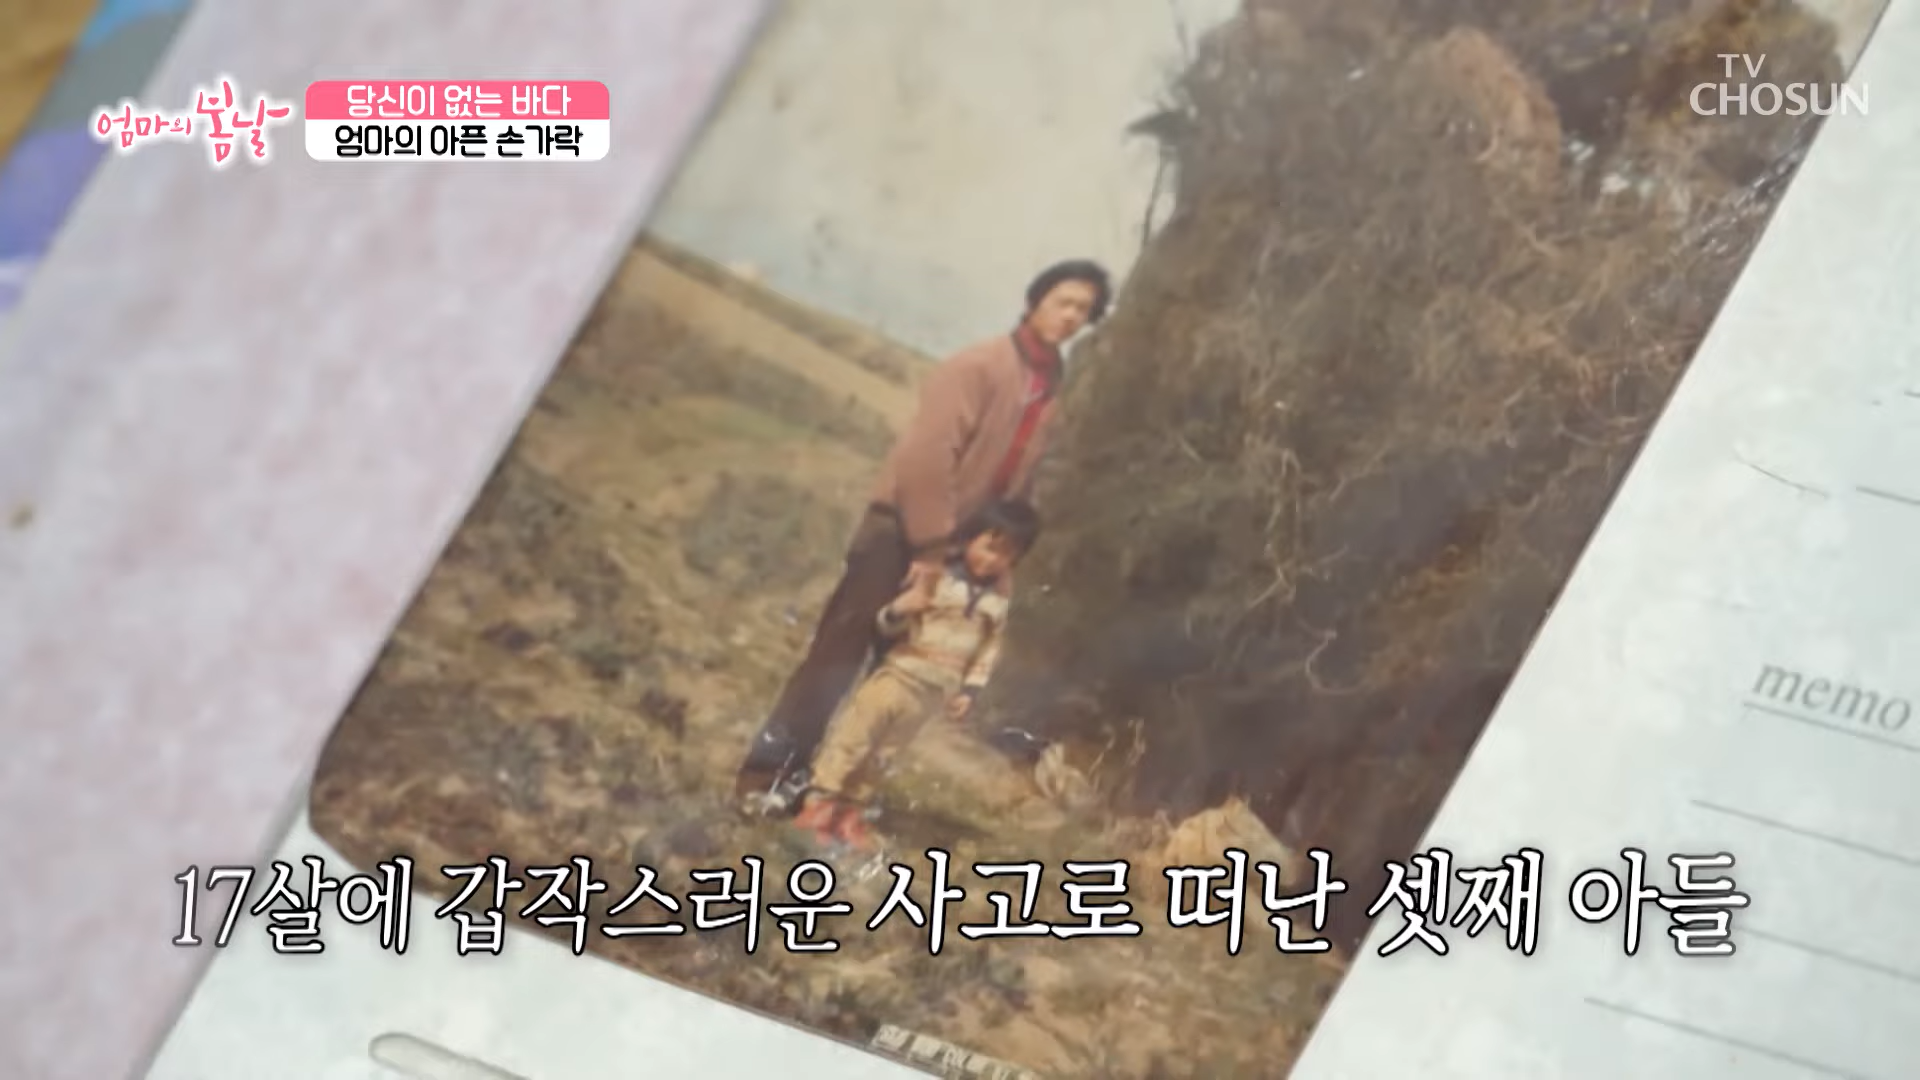 엄마의 봄날
당신이 없는 바다
엄마의 아픈 손가락
TV
CHOSUN
memo
17살에 갑작스러운 사고로 떠난 셋째 아들